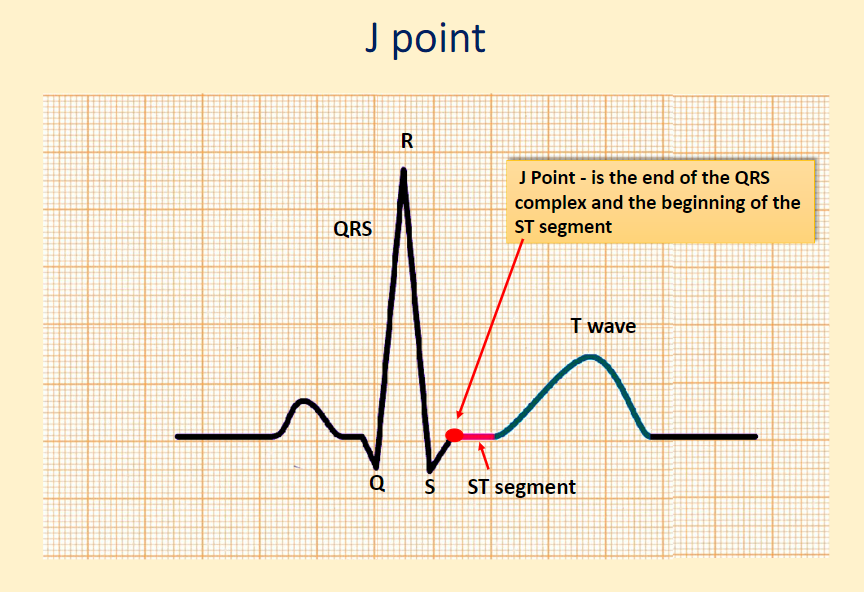 J point
R
J Point - is the end of the QRS
complex and the beginning of the
ST segment
QRS
T wave
Q
S
ST segment